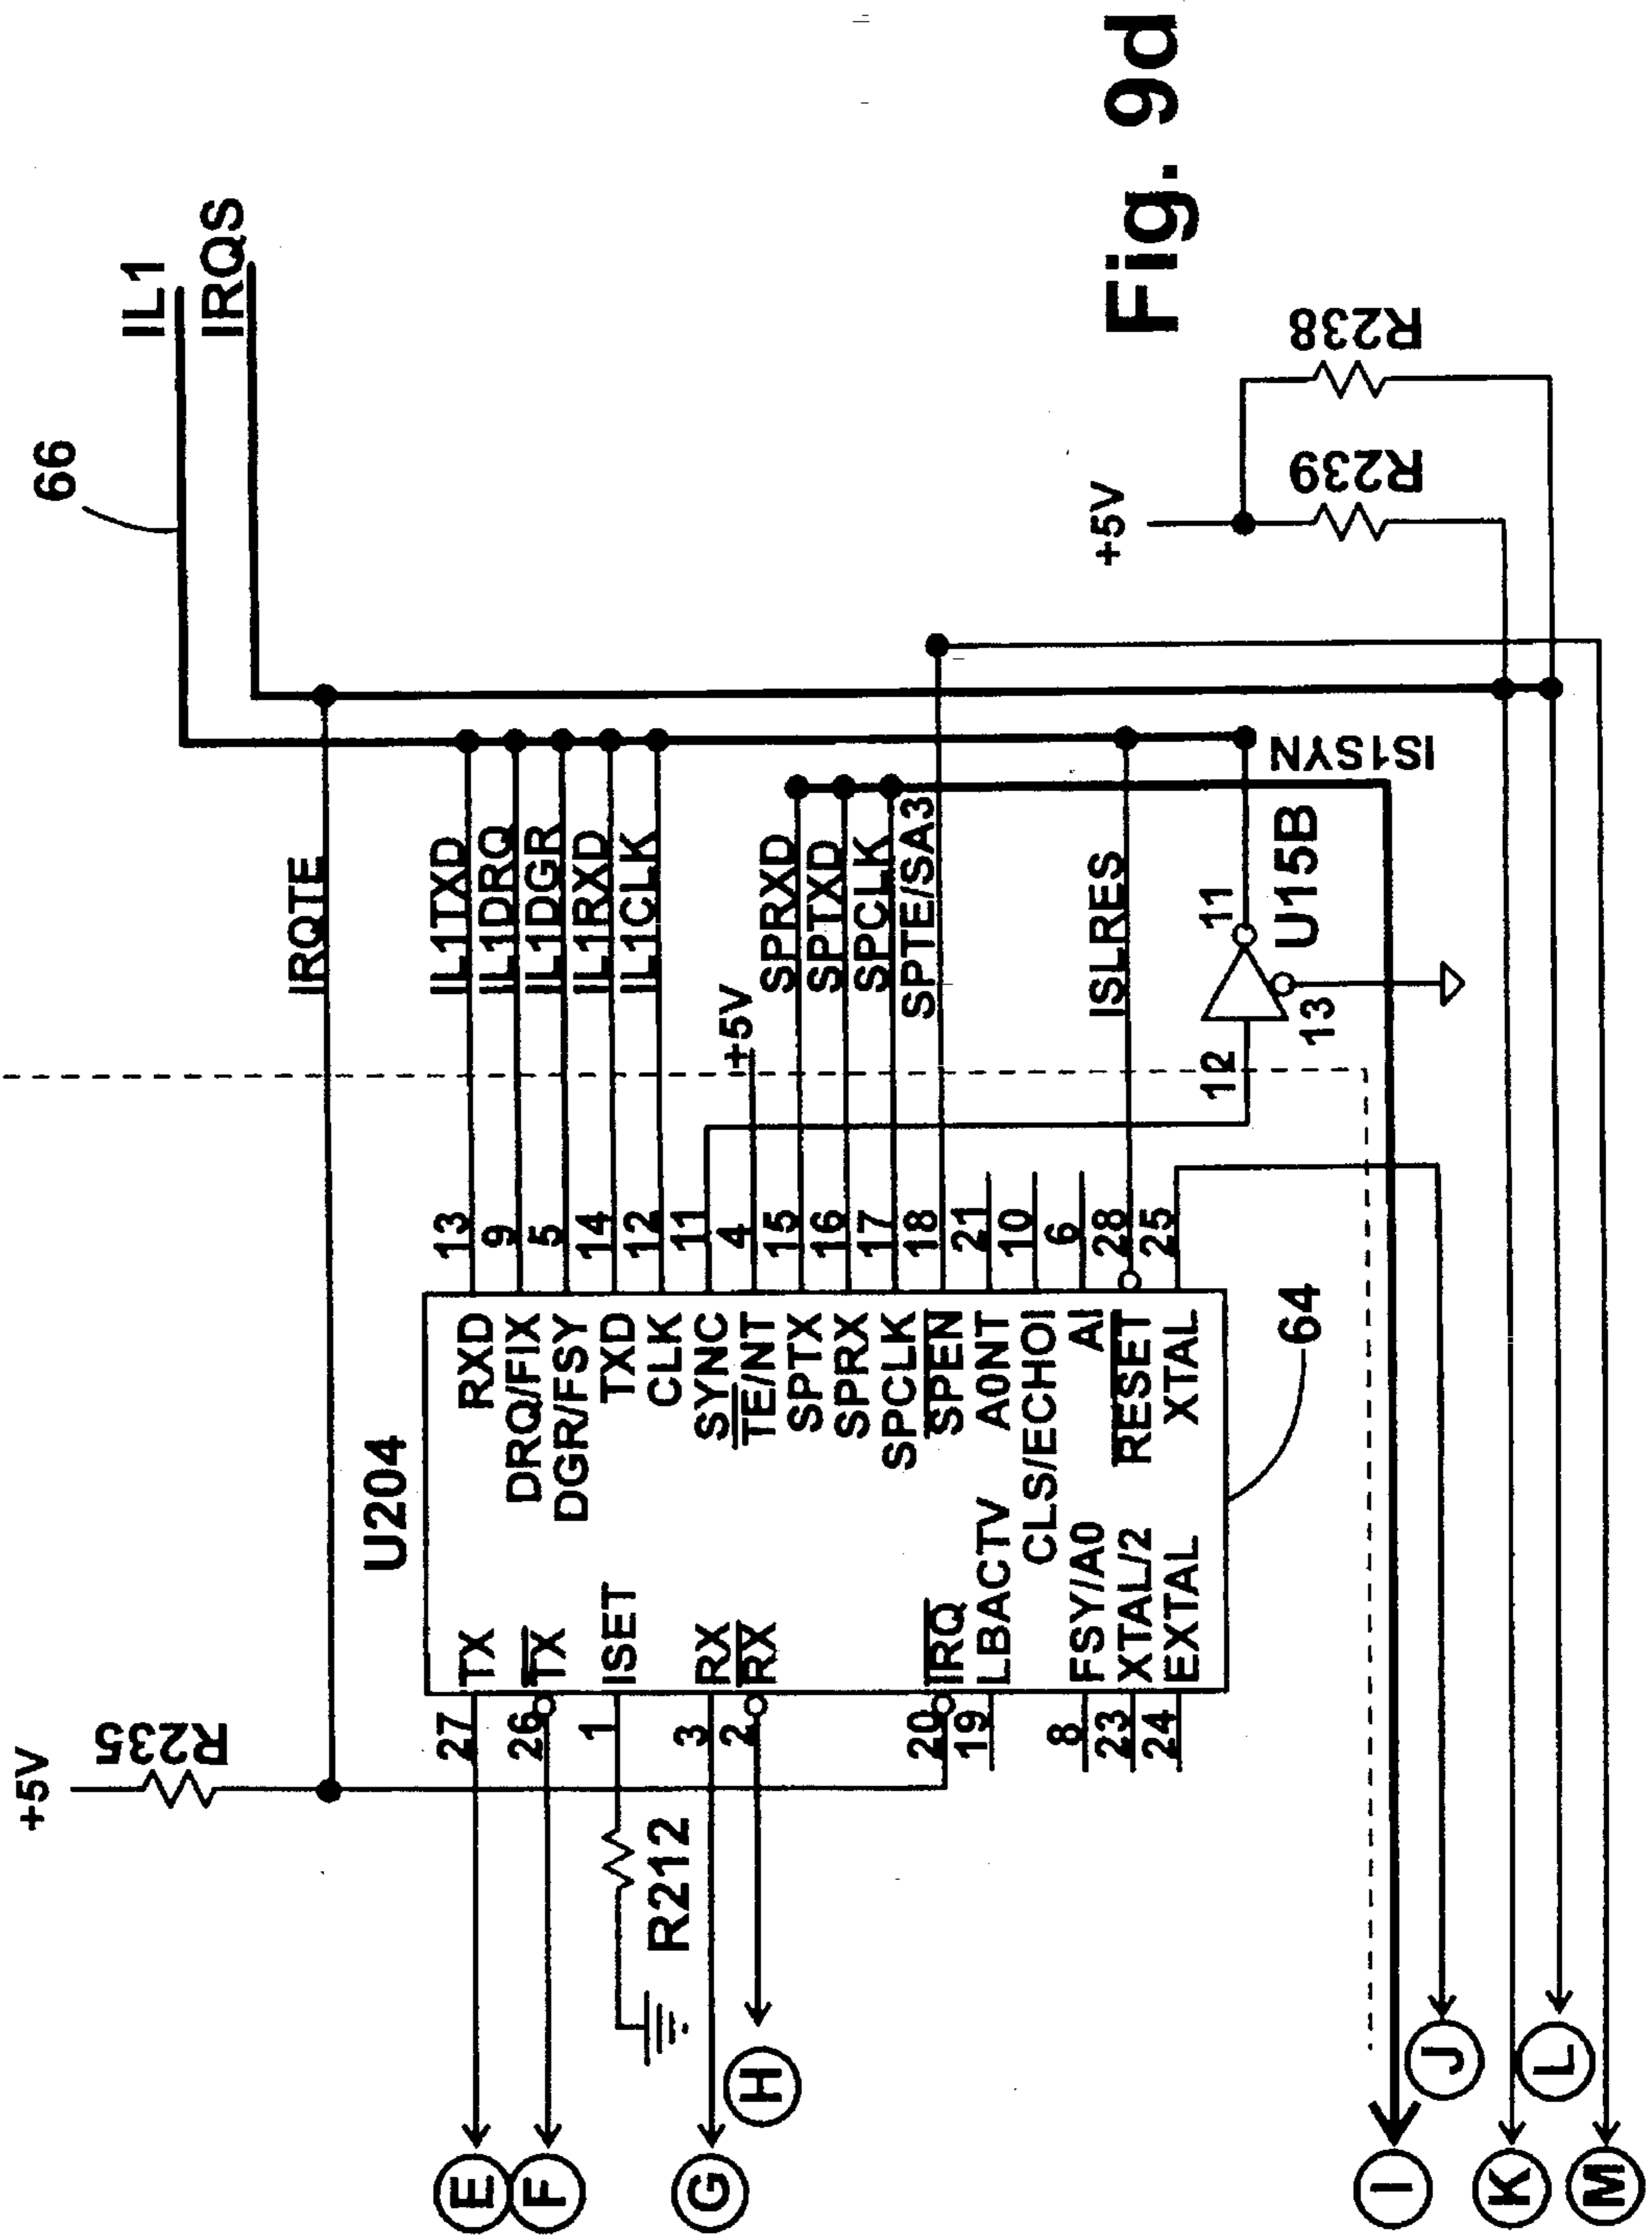 66
IL1
IRQS
IRQTE
IL1TXD
IL1DRQ
IL1DGR
IL1RXD
IL1CLK
+5V
SPRXD
SPTXD
SPCLK
SPTE/SA3
ISLRES
IS1SYN
U15B
11
12
13
+5V
R239
R238
+5V
R235
U204
13
9
5
14
12
11
4
15
16
17
18
21
10
6
28
25
RXD
DRQ/FIX
DGR/FSY
TXD
CLK
SYNC
TE/NT
SPTX
SPRX
SPCLK
SPEN
A0NT
CLS/ECHOI
AI
RESET
XTAL
TX
TX
ISET
RX
RX
IRQ
LBACTV
FSY/A0
XTAL/2
EXTAL
27
26
1
3
2
20
19
8
23
24
R212
64
E
F
G
H
I
J
K
L
M
Fig. 9d